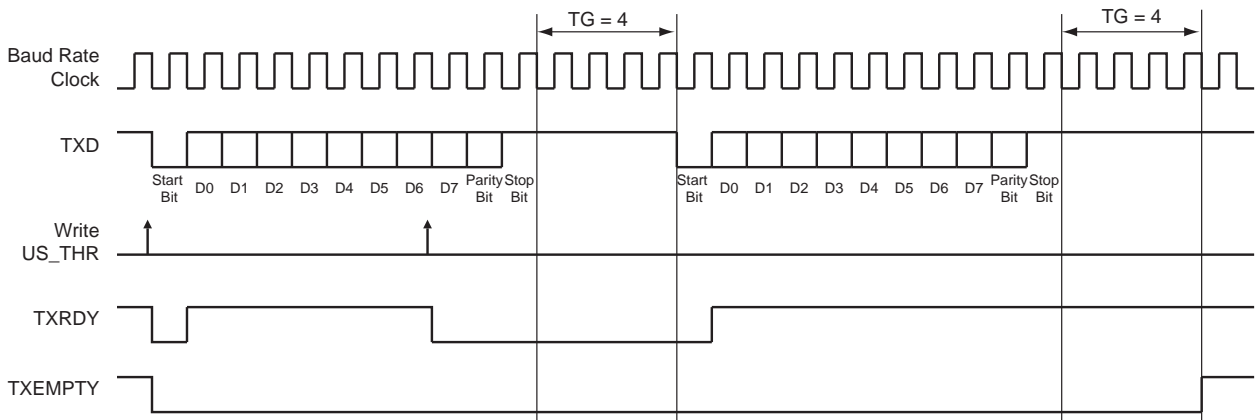 TG = 4
TG = 4
Baud Rate
Clock
TXD
Start
Bit
D0
D1
D2
D3
D4
D5
D6
D7
Parity
Bit
Stop
Bit
Start
Bit
D0
D1
D2
D3
D4
D5
D6
D7
Parity
Bit
Stop
Bit
Write
US_THR
TXRDY
TXEMPTY